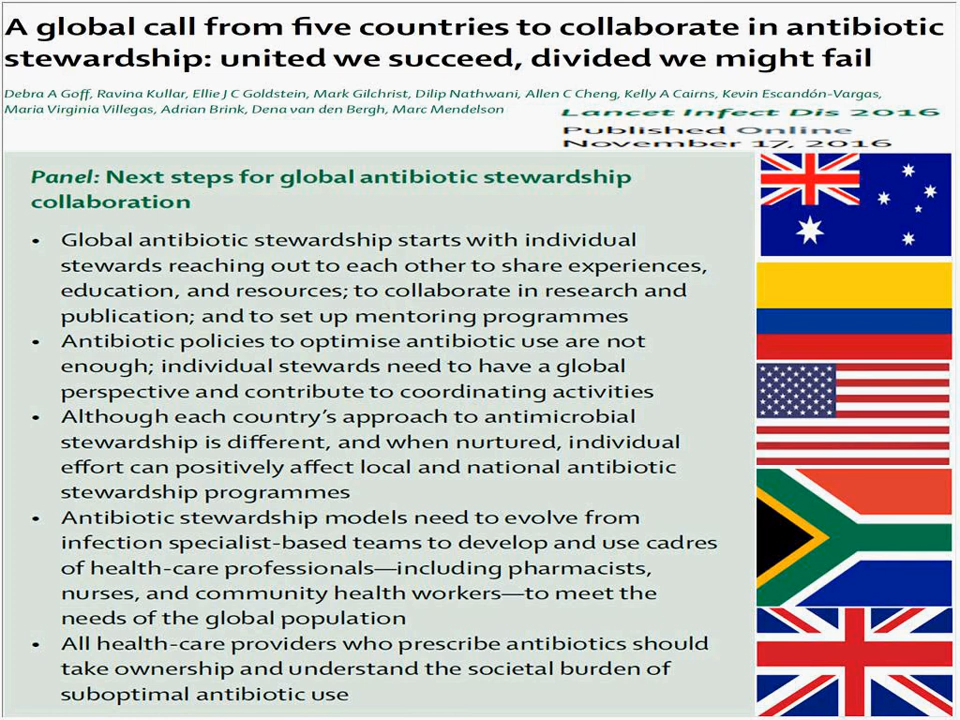 A global call from five countries to collaborate in antibiotic
stewardship: united we succeed, divided we might fail
Debra A Goff, Ravina Kullar, Ellie J C Goldstein, Mark Gilchrist, Dilip Nathwani, Allen C Cheng, Kelly A Cairns, Kevin Escandón-Vargas,
Maria Virginia Villegas, Adrian Brink, Dena van den Bergh, Marc Mendelson
Lancet Infect Dis 2016
Published Online
November 17, 2016
Panel: Next steps for global antibiotic stewardship
collaboration
• Global antibiotic stewardship starts with individual
stewards reaching out to each other to share experiences,
education, and resources; to collaborate in research and
publication; and to set up mentoring programmes
• Antibiotic policies to optimise antibiotic use are not
enough; individual stewards need to have a global
perspective and contribute to coordinating activities
• Although each country’s approach to antimicrobial
stewardship is different, and when nurtured, individual
effort can positively affect local and national antibiotic
stewardship programmes
• Antibiotic stewardship models need to evolve from
infection specialist-based teams to develop and use cadres
of health-care professionals—including pharmacists,
nurses, and community health workers—to meet the
needs of the global population
• All health-care providers who prescribe antibiotics should
take ownership and understand the societal burden of
suboptimal antibiotic use